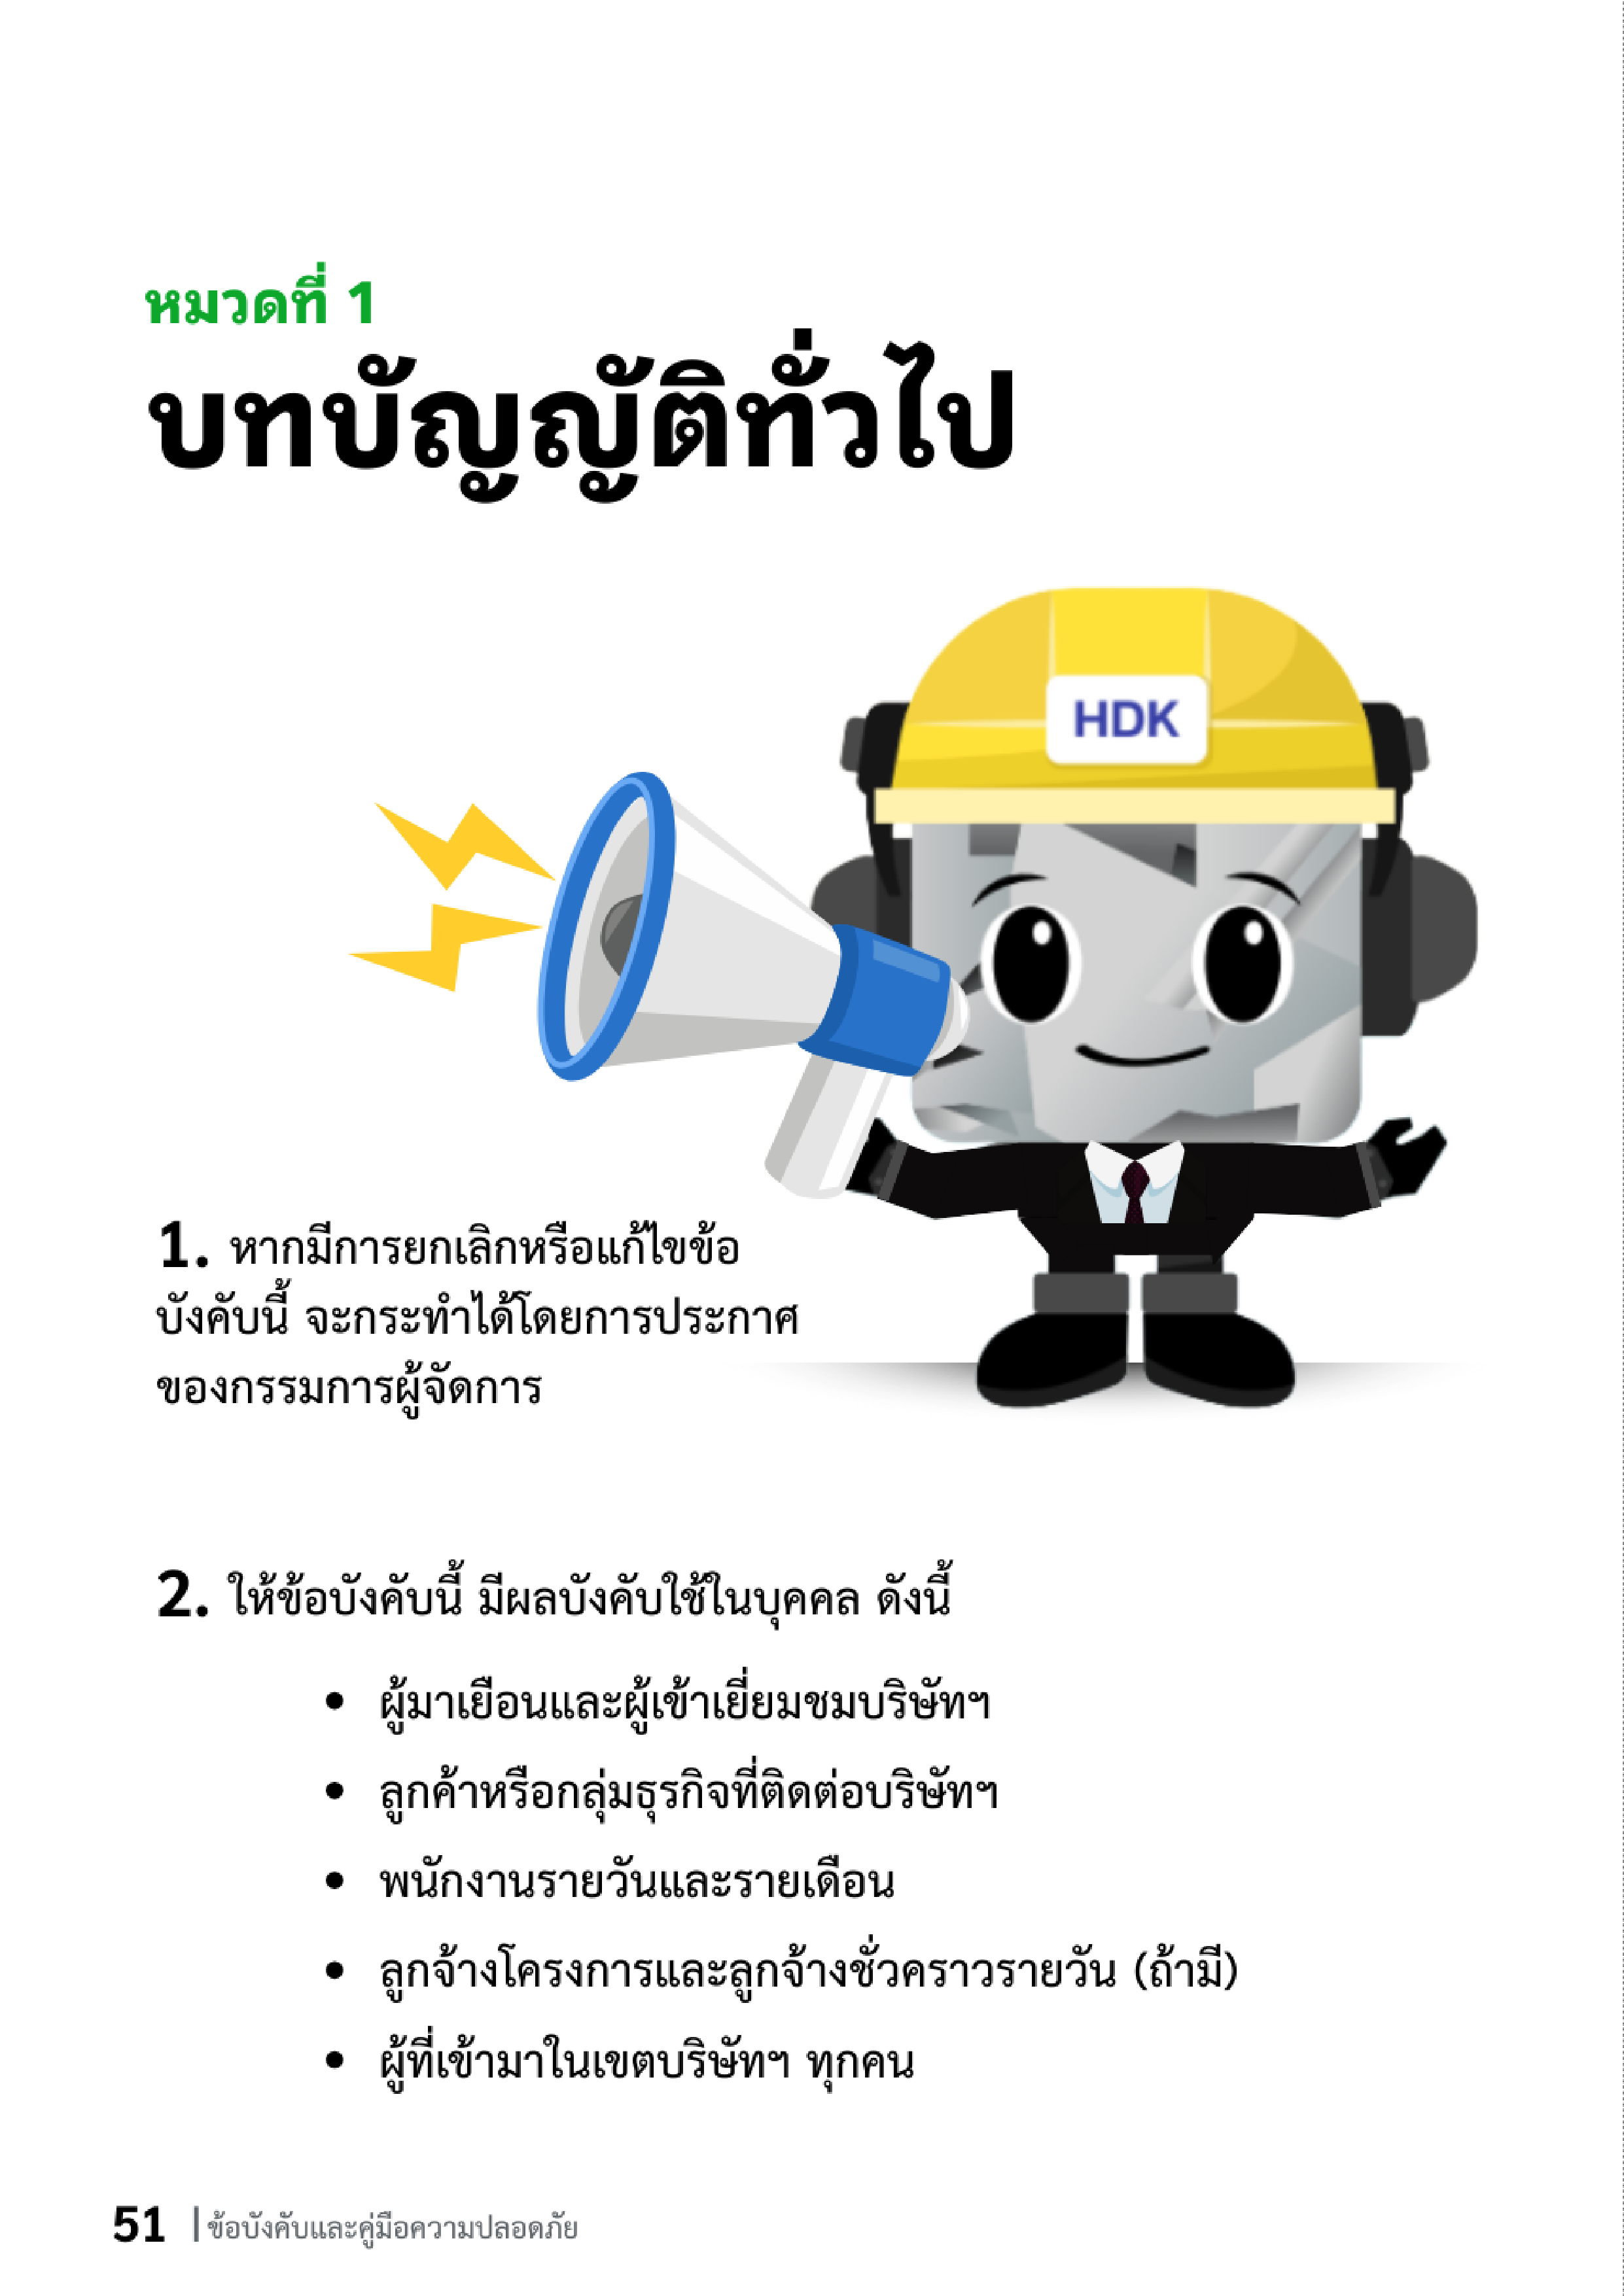 หมวดที่ 1
บทบัญญัติทั่วไป
HDK
1. หากมีการยกเลิกหรือแก้ไขข้อ
บังคับนี้ จะกระทำได้โดยการประกาศ
ของกรรมการผู้จัดการ
2. ให้ข้อบังคับนี้ มีผลบังคับใช้ในบุคคล ดังนี้
• ผู้มาเยือนและผู้เข้าเยี่ยมชมบริษัทฯ
• ลูกค้าหรือกลุ่มธุรกิจที่ติดต่อบริษัทฯ
• พนักงานรายวันและรายเดือน
• ลูกจ้างโครงการและลูกจ้างชั่วคราวรายวัน (ถ้ามี)
• ผู้ที่เข้ามาในเขตบริษัทฯ ทุกคน
51 | ข้อบังคับและคู่มือความปลอดภัย